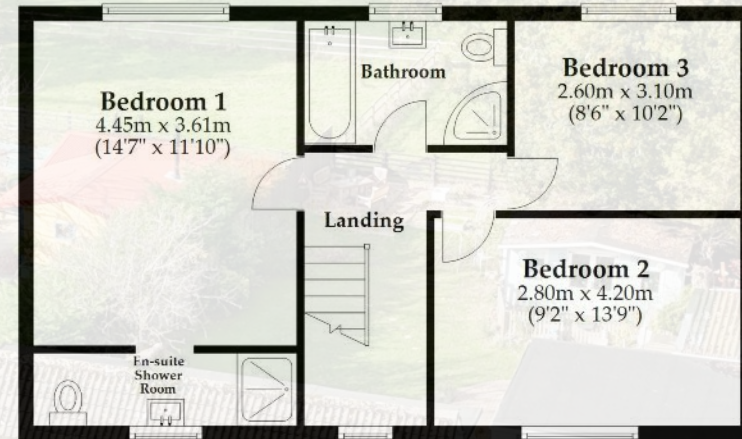 Bedroom 1
4.45m x 3.61m
(14'7" x 11'10")
Bathroom
Bedroom 3
2.60m x 3.10m
(8'6" x 10'2")
Landing
Bedroom 2
2.80m x 4.20m
(9'2" x 13'9")
En-suite
Shower
Room